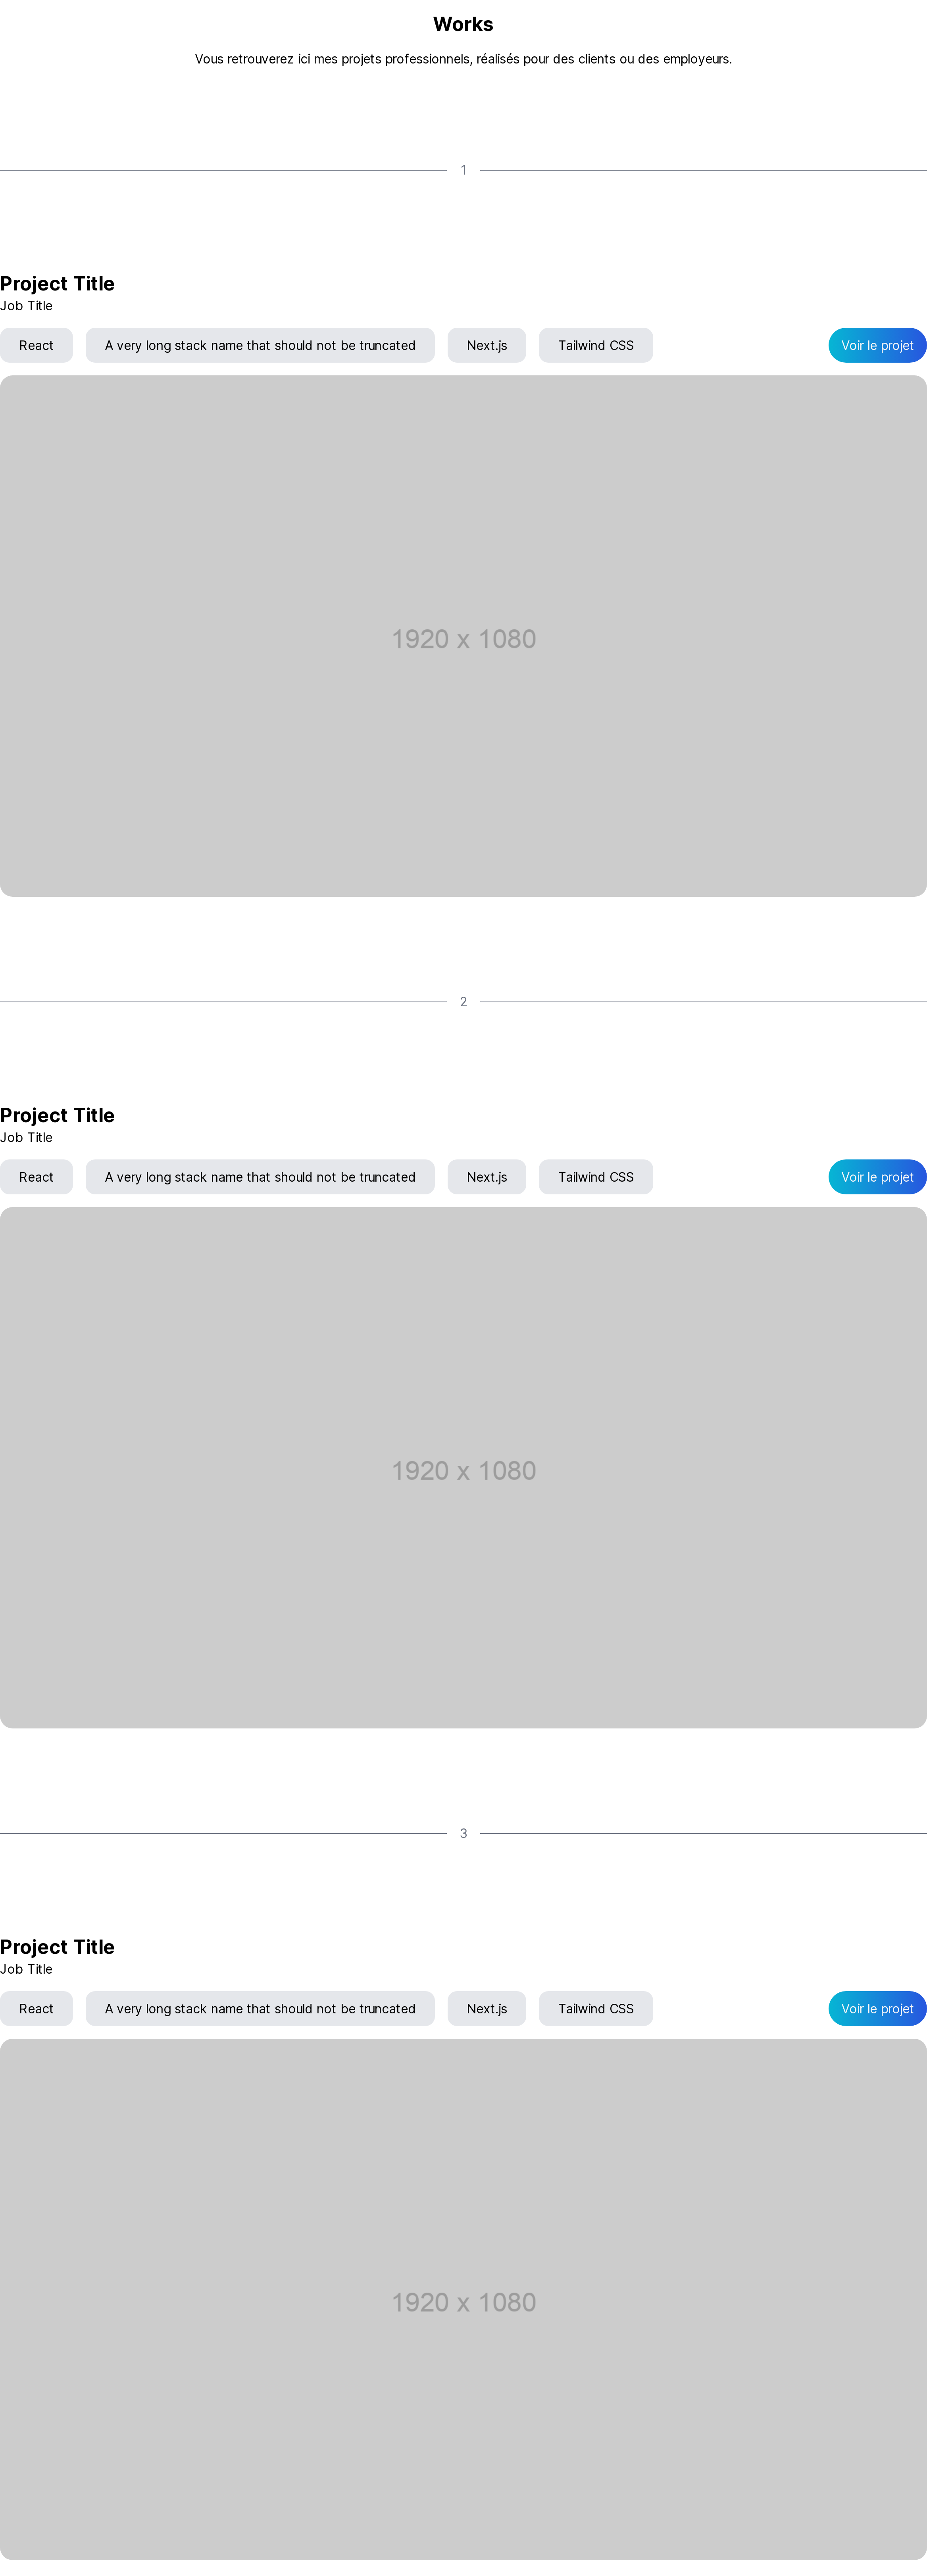 Works
Vous retrouverez ici mes projets professionnels, réalisés pour des clients ou des employeurs.
1
Project Title
Job Title
React A very long stack name that should not be truncated Next.js Tailwind CSS Voir le projet
1920 x 1080
2
Project Title
Job Title
React A very long stack name that should not be truncated Next.js Tailwind CSS Voir le projet
1920 x 1080
3
Project Title
Job Title
React A very long stack name that should not be truncated Next.js Tailwind CSS Voir le projet
1920 x 1080